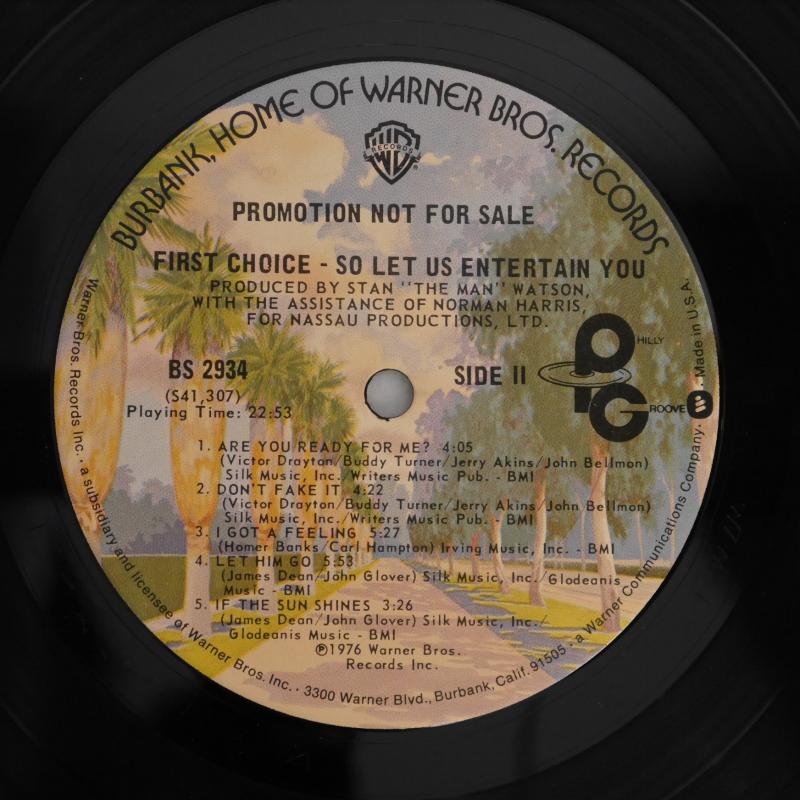 BURBANK, HOME OF WARNER BROS. RECORDS
RECORDS
PROMOTION NOT FOR SALE
FIRST CHOICE - SO LET US ENTERTAIN YOU
PRODUCED BY STAN "THE MAN" WATSON,
WITH THE ASSISTANCE OF NORMAN HARRIS,
FOR NASSAU PRODUCTIONS, LTD.
PHILLY
GROOVE
BS 2934
SIDE II
(S41,307)
Playing Time: 22:53
1. ARE YOU READY FOR ME? 4:05
(Victor Drayton/Buddy Turner/Jerry Akins/John Bellmon)
Silk Music, Inc./Writers Music Pub. - BMI
2. DON'T FAKE IT 4:22
(Victor Drayton/Buddy Turner/Jerry Akins/John Bellmon)
Silk Music, Inc./Writers Music Pub. - BMI
3. I GOT A FEELING 5:27
(Homer Banks/Carl Hampton) Irving Music, Inc. - BMI
4. LET HIM GO 5:53
(James Dean/John Glover) Silk Music, Inc./Glodeanis
Music - BMI
5. IF THE SUN SHINES 3:26
(James Dean/John Glover) Silk Music, Inc./
Glodeanis Music - BMI
℗1976 Warner Bros.
Records Inc.
Warner Bros. Records Inc. · a subsidiary and licensee of Warner Bros. Inc. · 3300 Warner Blvd., Burbank, Calif. 91505 · a Warner Communications Company. · Made in U.S.A.